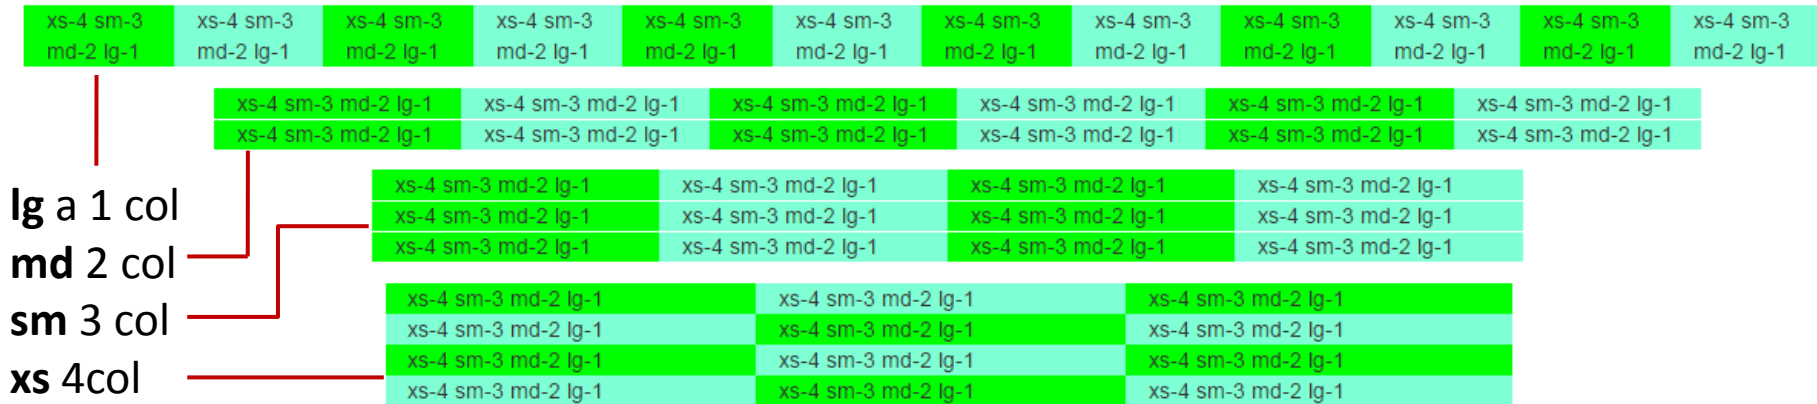 xs-4 sm-3 xs-4 sm-3 xs-4 sm-3 xs-4 sm-3 xs-4 sm-3 xs-4 sm-3 xs-4 sm-3 xs-4 sm-3 xs-4 sm-3 xs-4 sm-3 xs-4 sm-3 xs-4 sm-3
md-2 lg-1 md-2 lg-1 md-2 lg-1 md-2 lg-1 md-2 lg-1 md-2 lg-1 md-2 lg-1 md-2 lg-1 md-2 lg-1 md-2 lg-1 md-2 lg-1 md-2 lg-1
xs-4 sm-3 md-2 lg-1 xs-4 sm-3 md-2 lg-1 xs-4 sm-3 md-2 lg-1 xs-4 sm-3 md-2 lg-1 xs-4 sm-3 md-2 lg-1 xs-4 sm-3 md-2 lg-1
xs-4 sm-3 md-2 lg-1 xs-4 sm-3 md-2 lg-1 xs-4 sm-3 md-2 lg-1 xs-4 sm-3 md-2 lg-1 xs-4 sm-3 md-2 lg-1 xs-4 sm-3 md-2 lg-1
xs-4 sm-3 md-2 lg-1 xs-4 sm-3 md-2 lg-1 xs-4 sm-3 md-2 lg-1 xs-4 sm-3 md-2 lg-1
xs-4 sm-3 md-2 lg-1 xs-4 sm-3 md-2 lg-1 xs-4 sm-3 md-2 lg-1 xs-4 sm-3 md-2 lg-1
xs-4 sm-3 md-2 lg-1 xs-4 sm-3 md-2 lg-1 xs-4 sm-3 md-2 lg-1 xs-4 sm-3 md-2 lg-1
xs-4 sm-3 md-2 lg-1 xs-4 sm-3 md-2 lg-1 xs-4 sm-3 md-2 lg-1
xs-4 sm-3 md-2 lg-1 xs-4 sm-3 md-2 lg-1 xs-4 sm-3 md-2 lg-1
xs-4 sm-3 md-2 lg-1 xs-4 sm-3 md-2 lg-1 xs-4 sm-3 md-2 lg-1
xs-4 sm-3 md-2 lg-1 xs-4 sm-3 md-2 lg-1 xs-4 sm-3 md-2 lg-1
lg a 1 col
md 2 col
sm 3 col
xs 4col